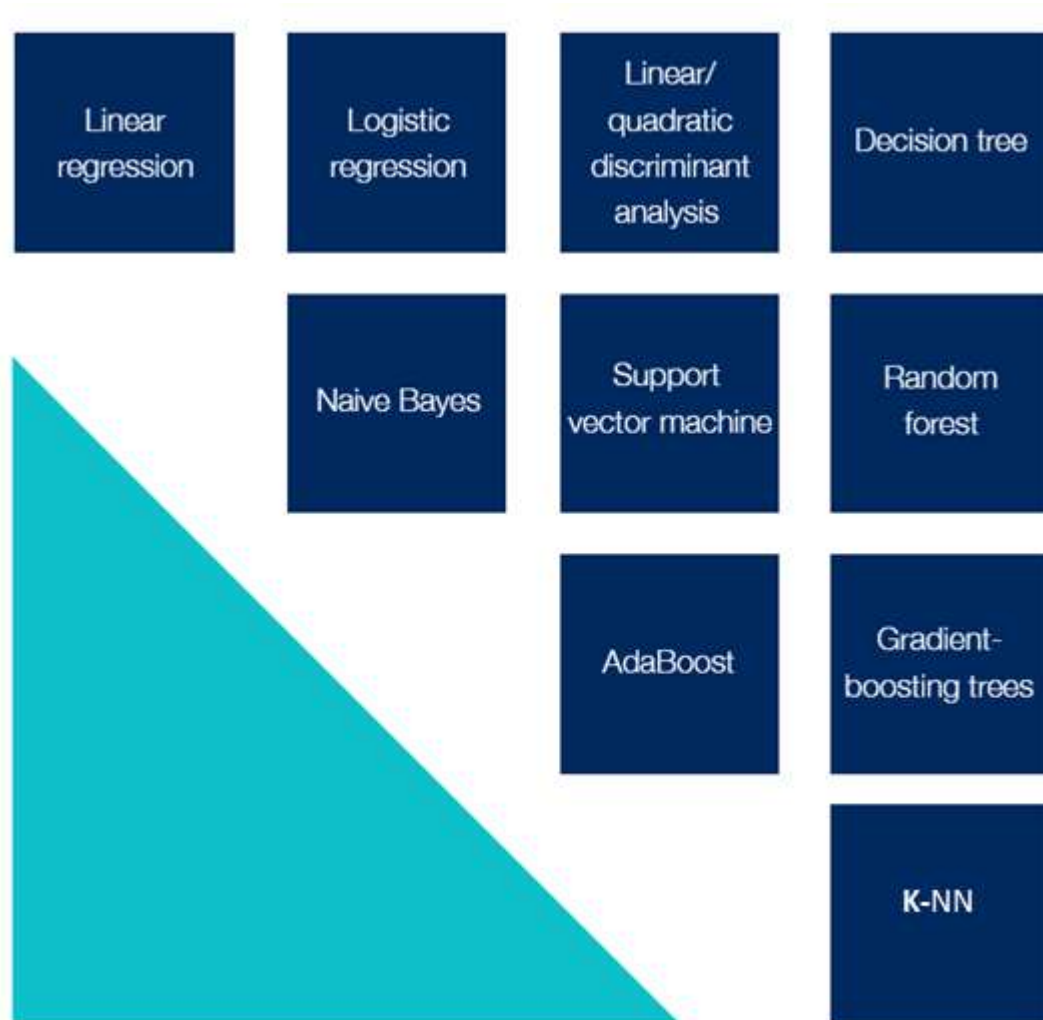 Linear
regression
Logistic
regression
Linear/
quadratic
discriminant
analysis
Decision tree
Naive Bayes
Support
vector machine
Random
forest
AdaBoost
Gradient-
boosting trees
K-NN